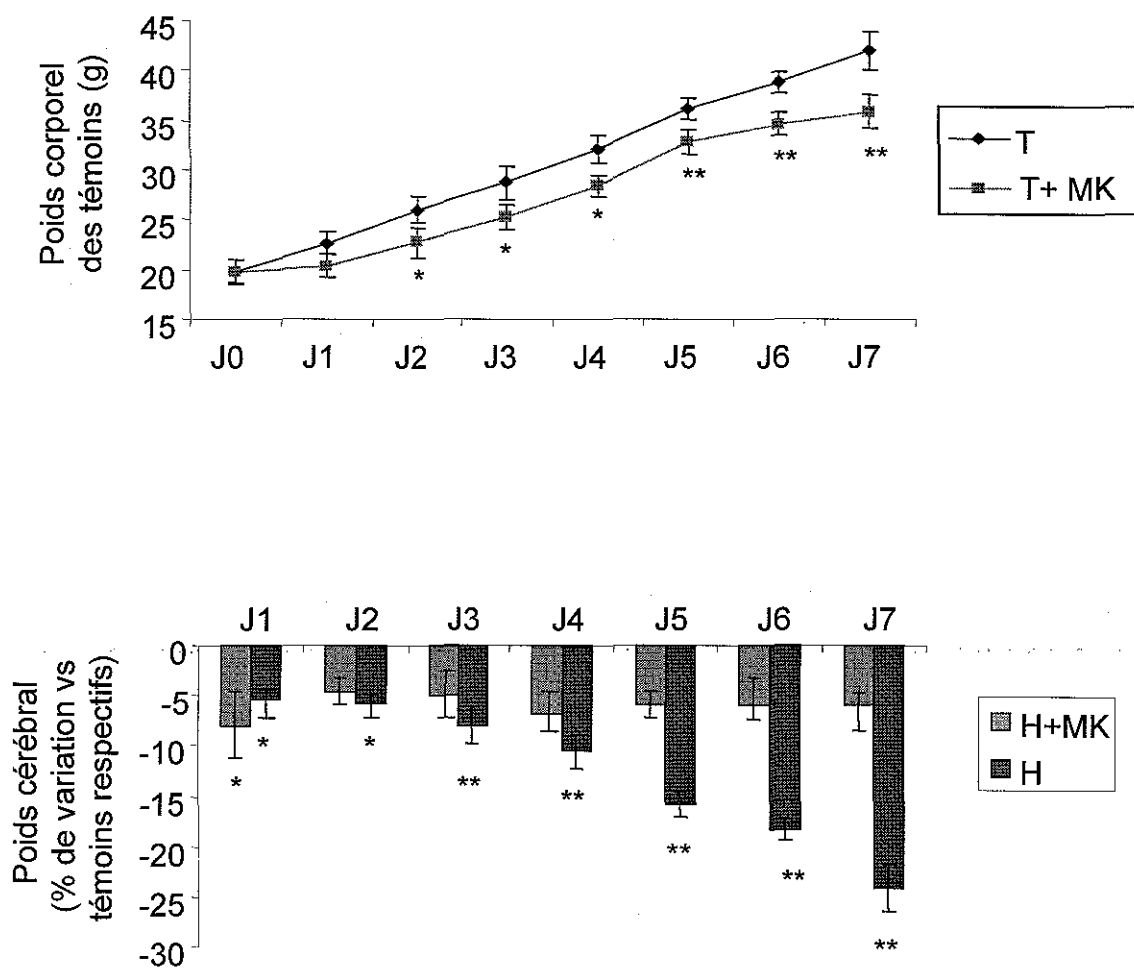 Poids corporel
des témoins (g)
45
40
35
30
25
20
15
*
*
*
**
**
**
J0 J1 J2 J3 J4 J5 J6 J7
T
T+ MK
Poids cérébral
(% de variation vs
témoins respectifs)
J1 J2 J3 J4 J5 J6 J7
0
-5
-10
-15
-20
-25
-30
*
*
*
**
**
**
**
**
H+MK
H